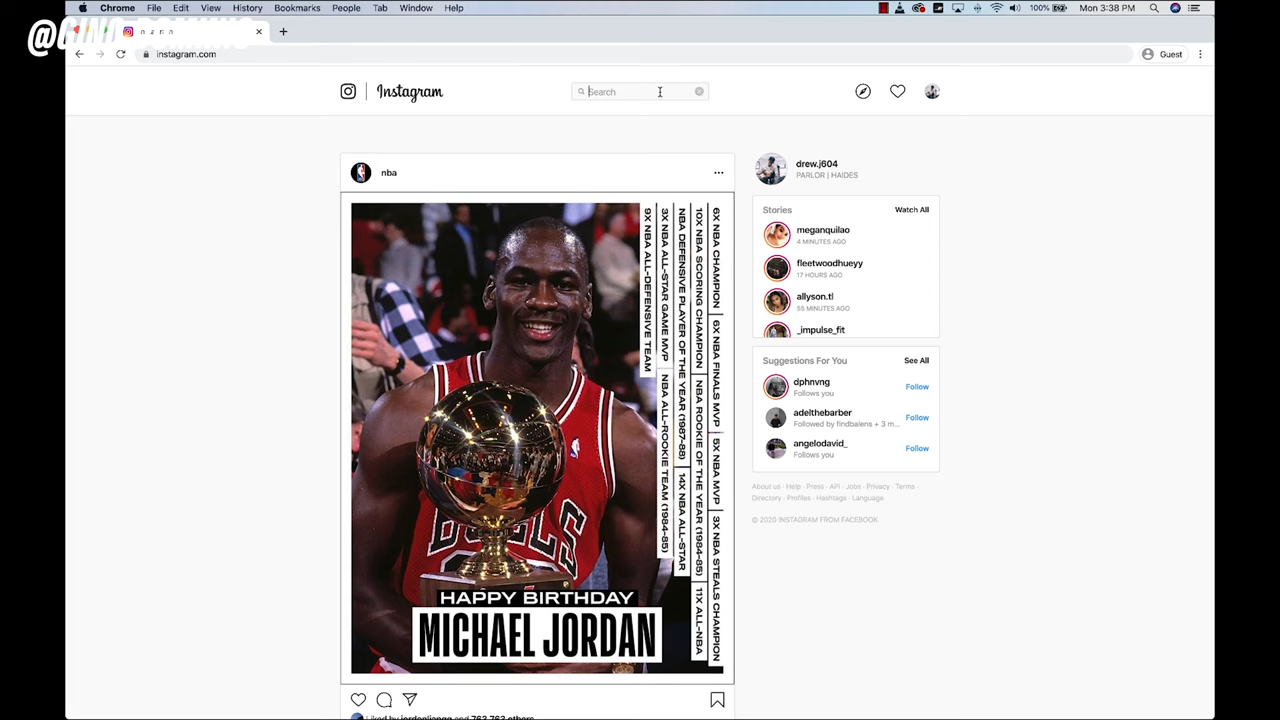 Chrome File Edit View History Bookmarks People Tab Window Help 100% Mon 3:38 PM
instagram.com Guest
Instagram Search
nba
6X NBA CHAMPION 6X NBA FINALS MVP 5X NBA MVP 3X NBA STEALS CHAMPION
10X NBA SCORING CHAMPION NBA ROOKIE OF THE YEAR (1984-85) 11X ALL-NBA
NBA DEFENSIVE PLAYER OF THE YEAR (1987-88) 14X NBA ALL-STAR
3X NBA ALL-STAR GAME MVP NBA ALL-ROOKIE TEAM (1984-85)
9X NBA ALL-DEFENSIVE TEAM
BULLS
HAPPY BIRTHDAY
MICHAEL JORDAN
drew.j604
PARLOR | HAIDES
Stories Watch All
meganquilao
4 MINUTES AGO
fleetwoodhueyy
17 HOURS AGO
allyson.tl
55 MINUTES AGO
_impulse_fit
Suggestions For You See All
dphnvng
Follows you
Follow
adelthebarber
Followed by findbalens + 3 m...
Follow
angelodavid_
Follows you
Follow
About us · Help · Press · API · Jobs · Privacy · Terms ·
Directory · Profiles · Hashtags · Language
© 2020 INSTAGRAM FROM FACEBOOK